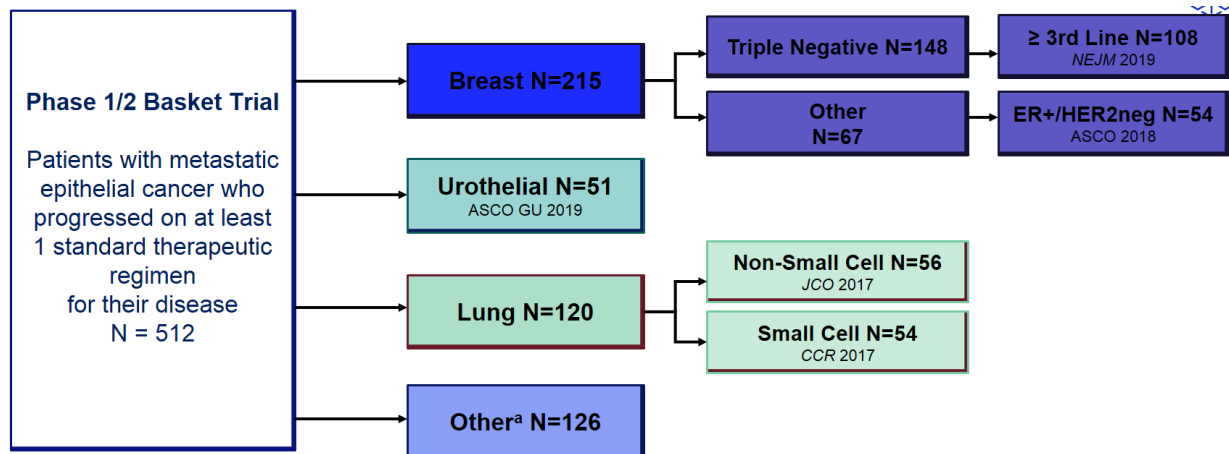 Phase 1/2 Basket Trial
Patients with metastatic
epithelial cancer who
progressed on at least
1 standard therapeutic
regimen
for their disease
N = 512
Breast N=215
Triple Negative N=148
≥ 3rd Line N=108
NEJM 2019
Other
N=67
ER+/HER2neg N=54
ASCO 2018
Urothelial N=51
ASCO GU 2019
Lung N=120
Non-Small Cell N=56
JCO 2017
Small Cell N=54
CCR 2017
Otherᵃ N=126